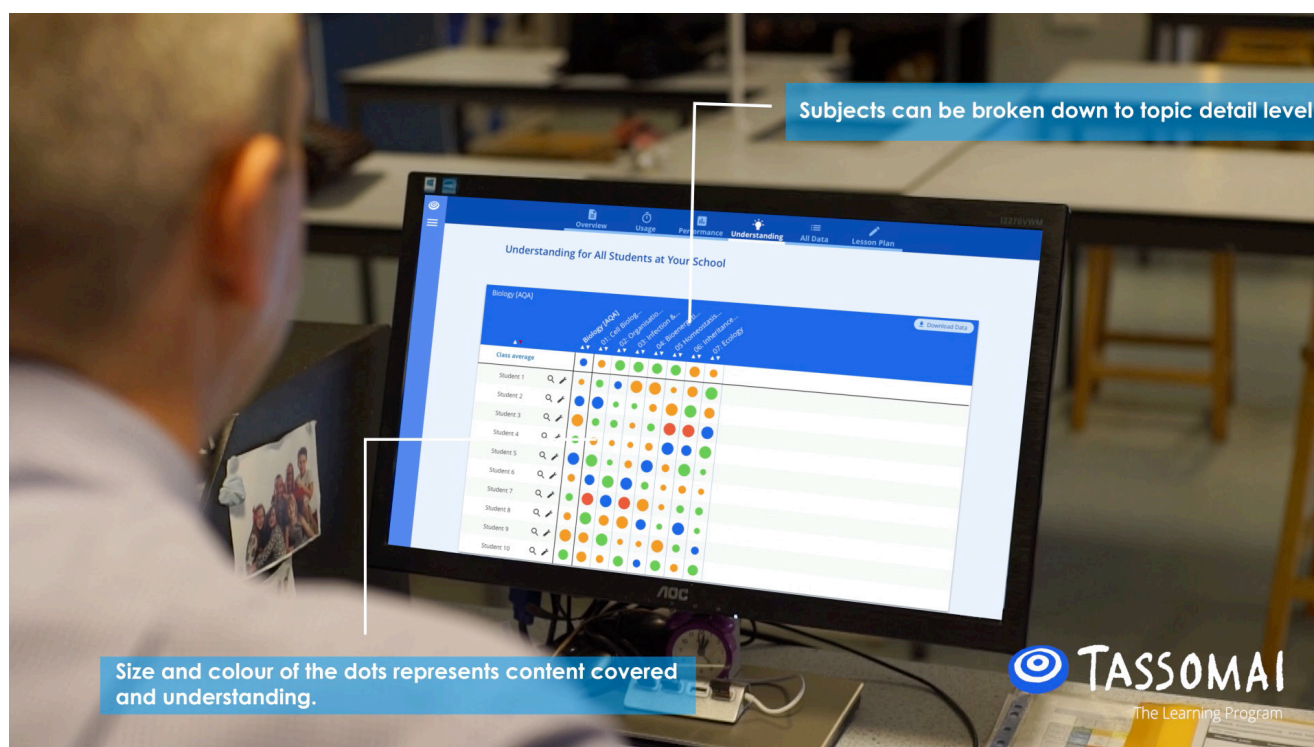 Subjects can be broken down to topic detail level
I2279VWM
Overview
Usage
Performance
Understanding
All Data
Lesson Plan
Understanding for All Students at Your School
Biology [AQA]
Download Data
Biology [AQA]
01: Cell Biolog...
02: Organisatio...
03: Infection &...
04: Bioenergeti...
05 Homeostasis...
06: Inheritance...
07: Ecology
Class average
Student 1
Student 2
Student 3
Student 4
Student 5
Student 6
Student 7
Student 8
Student 9
Student 10
AOC
Size and colour of the dots represents content covered
and understanding.
TASSOMAI
The Learning Program